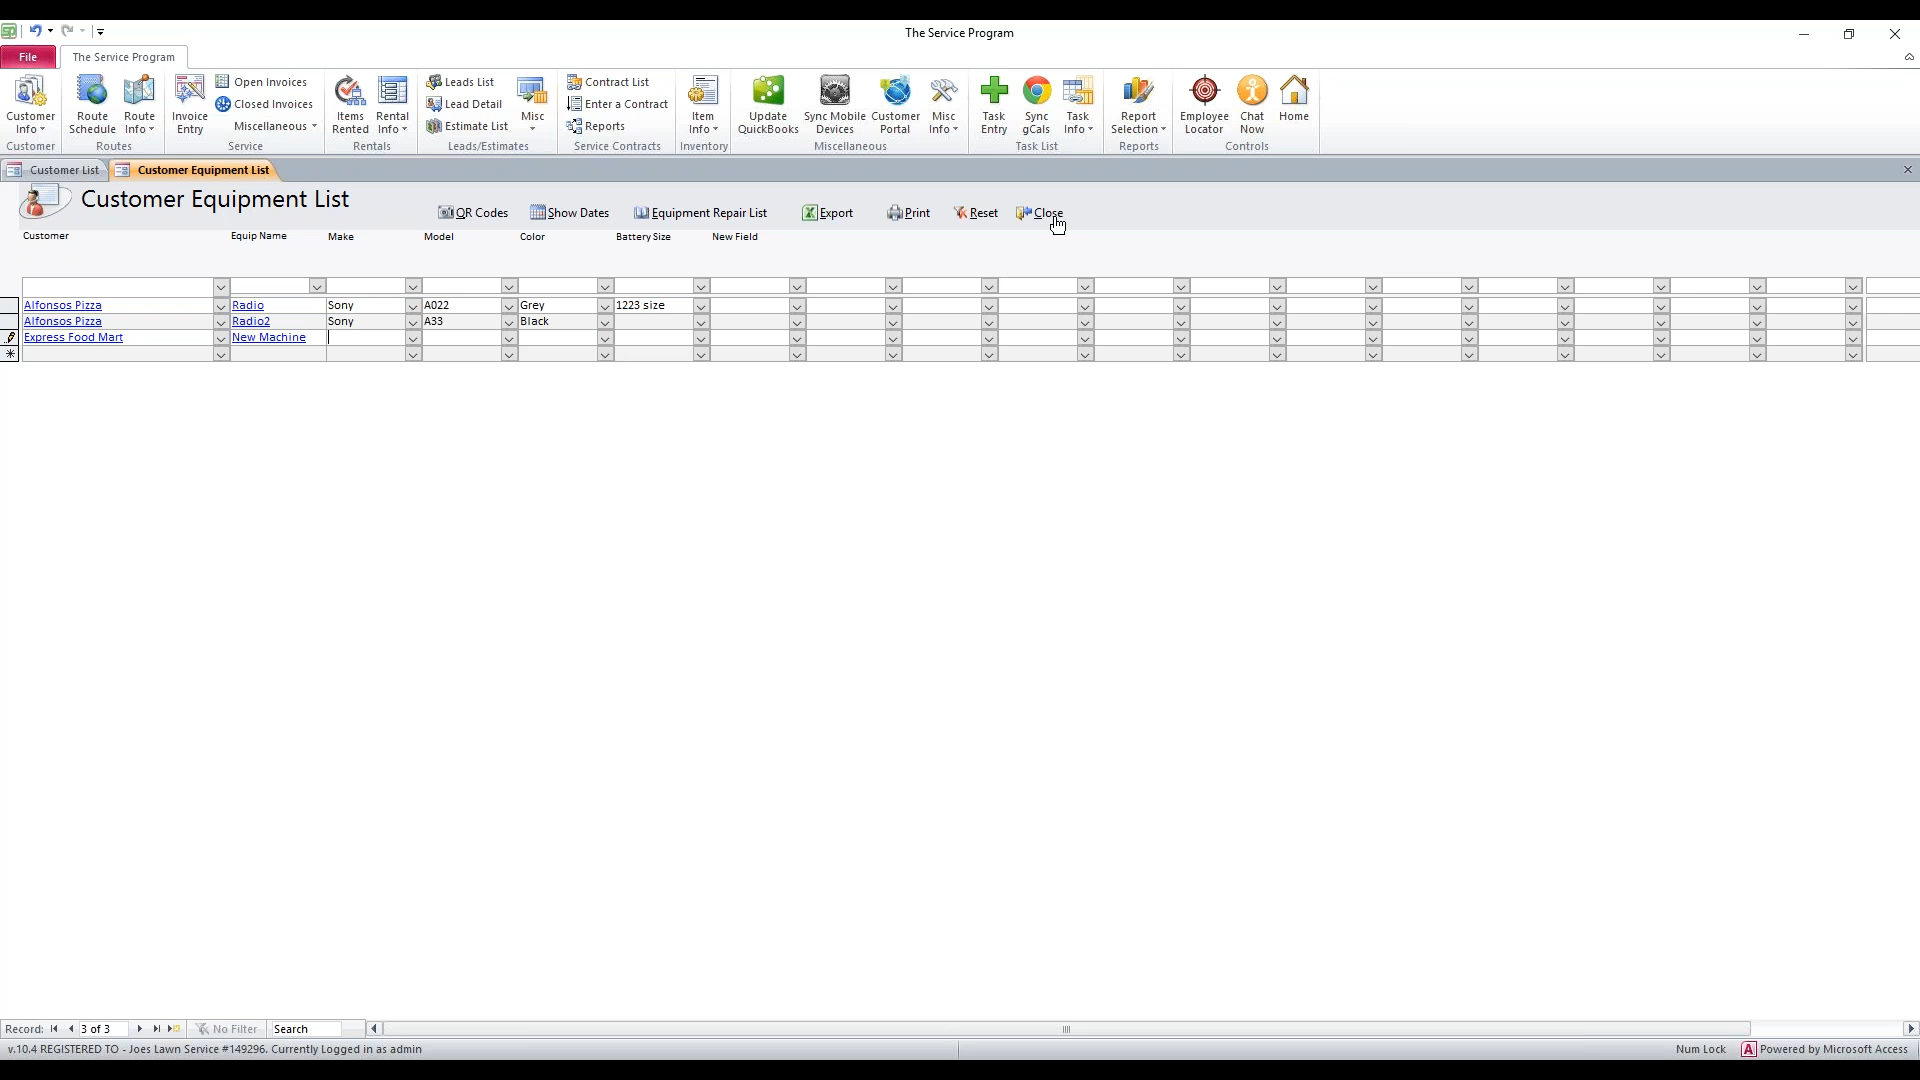 The Service Program
File
The Service Program
Customer Info
Route Schedule
Route Info
Invoice Entry
Open Invoices
Closed Invoices
Miscellaneous
Items Rented
Rental Info
Leads List
Lead Detail
Estimate List
Misc
Contract List
Enter a Contract
Reports
Item Info
Update QuickBooks
Sync Mobile Devices
Customer Portal
Misc Info
Task Entry
Sync gCals
Task Info
Report Selection
Employee Locator
Chat Now
Home
Customer
Routes
Service
Rentals
Leads/Estimates
Service Contracts
Inventory
Miscellaneous
Task List
Reports
Controls
Customer List
Customer Equipment List
Customer Equipment List
QR Codes
Show Dates
Equipment Repair List
Export
Print
Reset
Close
Customer Equip Name Make Model Color Battery Size New Field
Alfonsos Pizza Radio Sony A022 Grey 1223 size
Alfonsos Pizza Radio2 Sony A33 Black
Express Food Mart New Machine
Record: 3 of 3 No Filter Search
v.10.4 REGISTERED TO - Joes Lawn Service #149296. Currently Logged in as admin
Num Lock
Powered by Microsoft Access